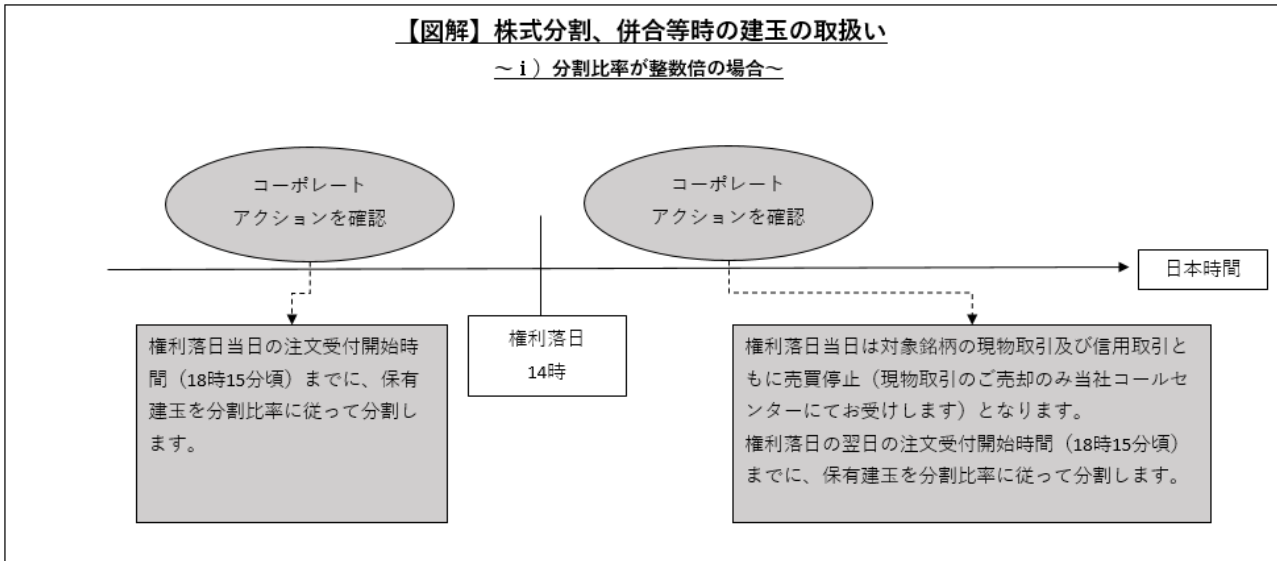 【図解】株式分割、併合等時の建玉の取扱い
～ｉ）分割比率が整数倍の場合～
コーポレート
アクションを確認
コーポレート
アクションを確認
日本時間
権利落日
14時
権利落日当日の注文受付開始時
間（18時15分頃）までに、保有
建玉を分割比率に従って分割し
ます。
権利落日当日は対象銘柄の現物取引及び信用取引と
もに売買停止（現物取引のご売却のみ当社コールセ
ンターにてお受けします）となります。
権利落日の翌日の注文受付開始時間（18時15分頃）
までに、保有建玉を分割比率に従って分割します。